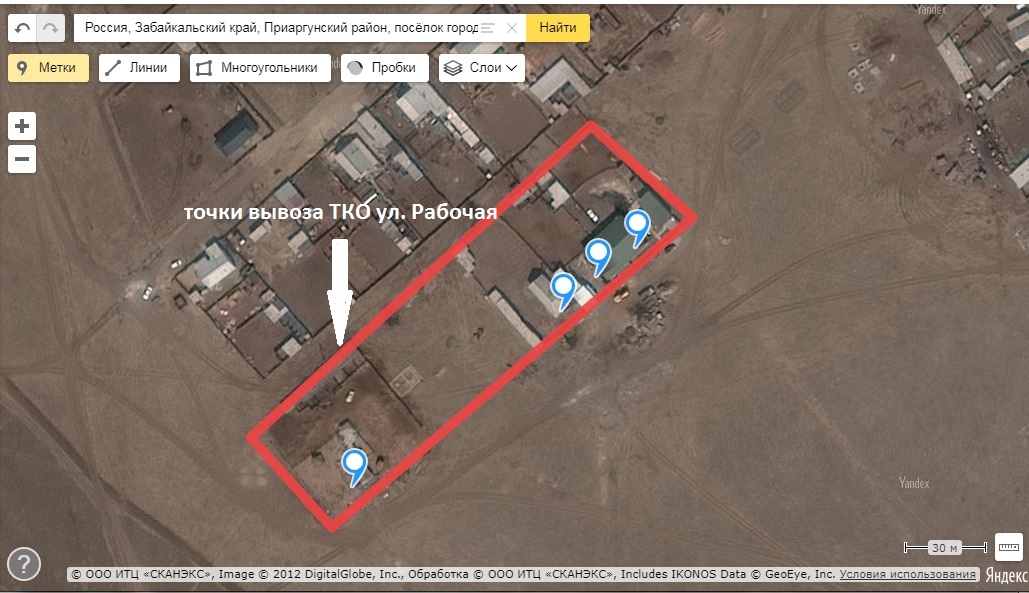 Yandex
Россия, Забайкальский край, Приаргунский район, посёлок город
Найти
Метки
Линии
Многоугольники
Пробки
Слои
точки вывоза ТКО ул. Рабочая
Yandex
30 м
?
© ООО ИТЦ «СКАНЭКС», Image © 2012 DigitalGlobe, Inc., Обработка © ООО ИТЦ «СКАНЭКС», Includes IKONOS Data © GeoEye, Inc. Условия использования
Яндекс